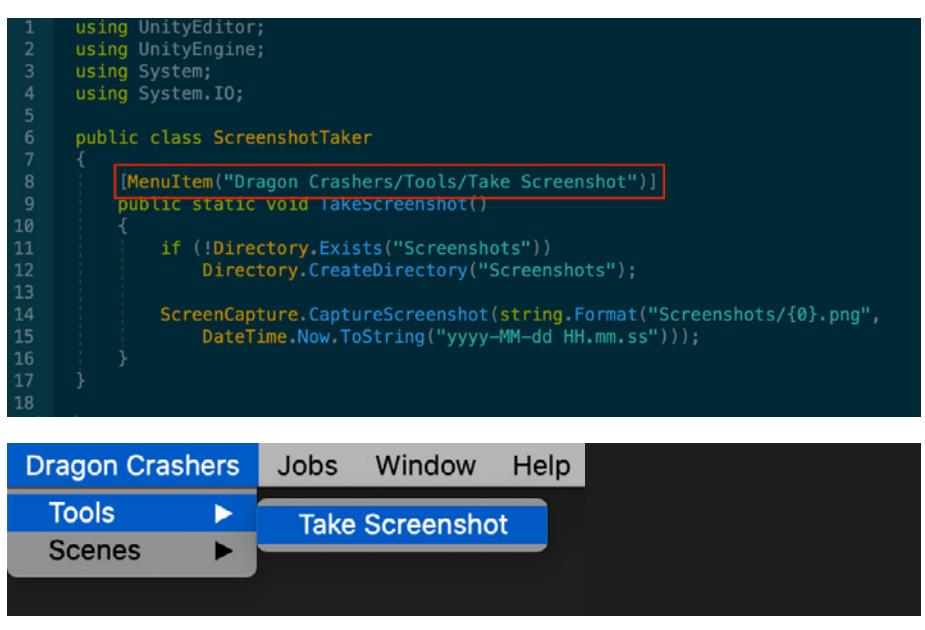 1 using UnityEditor;
2 using UnityEngine;
3 using System;
4 using System.IO;
5
6 public class ScreenshotTaker
7 {
8 [MenuItem("Dragon Crashers/Tools/Take Screenshot")]
9 public static void TakeScreenshot()
10 {
11 if (!Directory.Exists("Screenshots"))
12 Directory.CreateDirectory("Screenshots");
13
14 ScreenCapture.CaptureScreenshot(string.Format("Screenshots/{0}.png",
15 DateTime.Now.ToString("yyyy-MM-dd HH.mm.ss")));
16 }
17 }
18
Dragon Crashers Jobs Window Help
Tools ▶ Take Screenshot
Scenes ▶